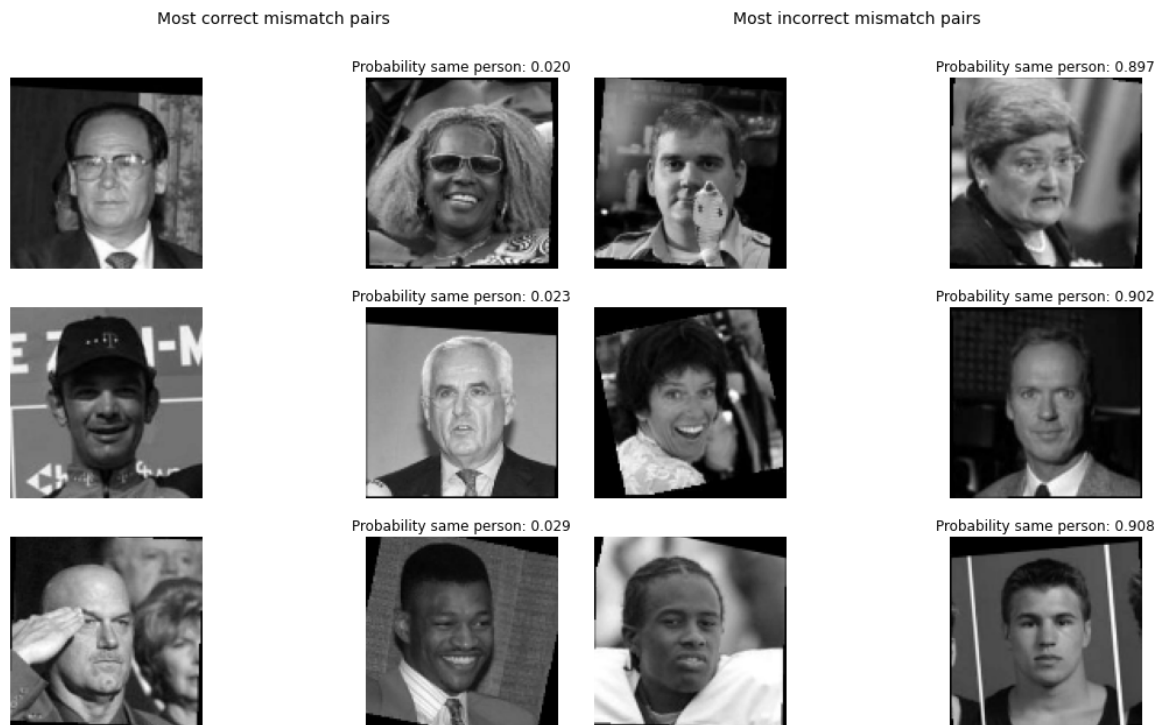 Most correct mismatch pairs
Most incorrect mismatch pairs
Probability same person: 0.020
Probability same person: 0.897
Probability same person: 0.023
Probability same person: 0.902
Probability same person: 0.029
Probability same person: 0.908